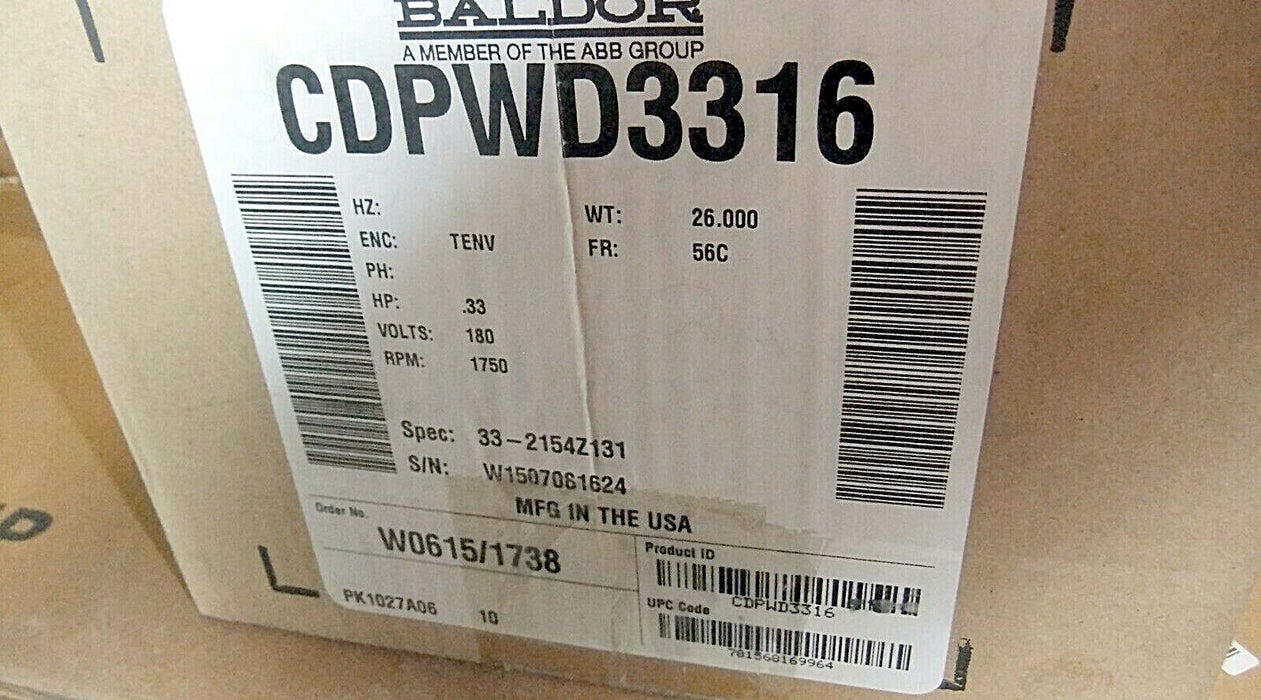 BALDOR
A MEMBER OF THE ABB GROUP
CDPWD3316
HZ:
ENC: TENV
PH:
HP: .33
VOLTS: 180
RPM: 1750
WT: 26.000
FR: 56C
Spec: 33-2154Z131
S/N: W1507081624
MFG IN THE USA
Order No.
W0615/1738
PK1027A06 10
Product ID
CDPWD3316
UPC Code
781568169964